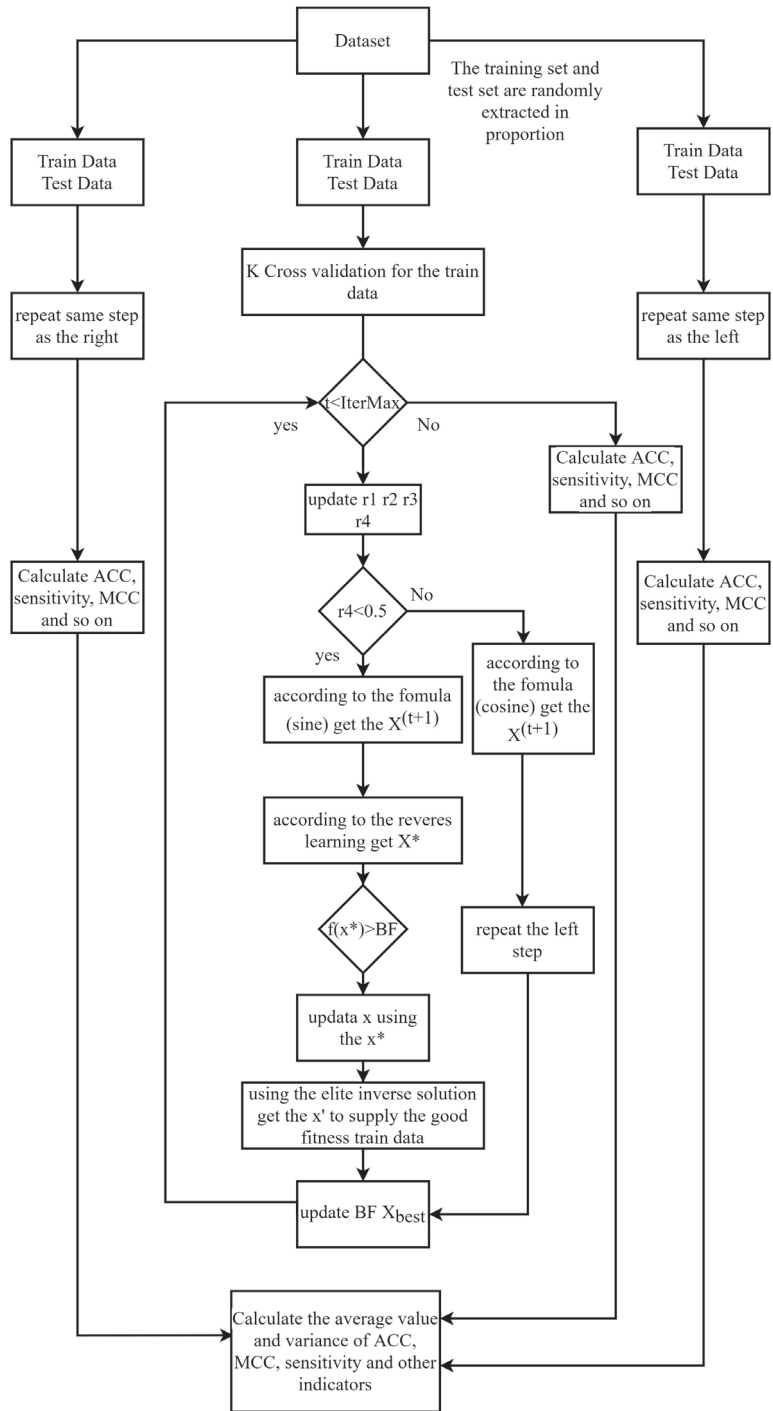 Dataset
The training set and
test set are randomly
extracted in
proportion
Train Data
Test Data
Train Data
Test Data
Train Data
Test Data
K Cross validation for the train
data
repeat same step
as the right
repeat same step
as the left
t<IterMax
yes
No
Calculate ACC,
sensitivity, MCC
and so on
update r1 r2 r3
r4
Calculate ACC,
sensitivity, MCC
and so on
r4<0.5
No
yes
Calculate ACC,
sensitivity, MCC
and so on
according to the fomula
(sine) get the X(t+1)
according to
the fomula
(cosine) get the
X(t+1)
according to the reveres
learning get X*
f(x*)>BF
repeat the left
step
updata x using
the x*
using the elite inverse solution
get the x' to supply the good
fitness train data
update BF Xbest
Calculate the average value
and variance of ACC,
MCC, sensitivity and other
indicators